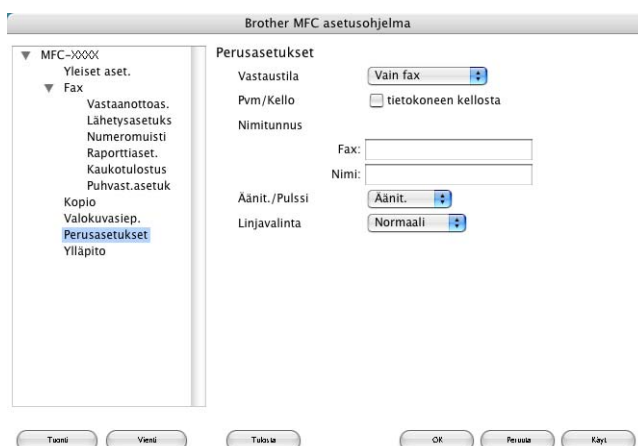 Brother MFC asetusohjelma
MFC-XXXX
Yleiset aset.
Fax
Vastaanottoas.
Lähetysasetuks
Numeromuisti
Raporttiaset.
Kaukotulostus
Puhvast.asetuk
Kopio
Valokuvasiep.
Perusasetukset
Ylläpito
Perusasetukset
Vastaustila Vain fax
Pvm/Kello tietokoneen kellosta
Nimitunnus
Fax:
Nimi:
Äänit./Pulssi Äänit.
Linjavalinta Normaali
Tuonti Vienti Tulosta OK Peruuta Käyt.